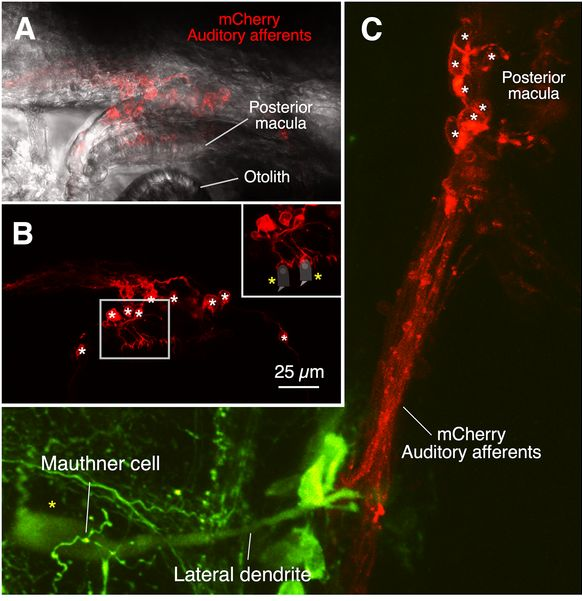 A
mCherry
Auditory afferents
Posterior
macula
Otolith
B
*
*
* * * * * *
* *
25 µm
C
* * * * * * *
Posterior
macula
mCherry
Auditory afferents
Mauthner cell
*
Lateral dendrite